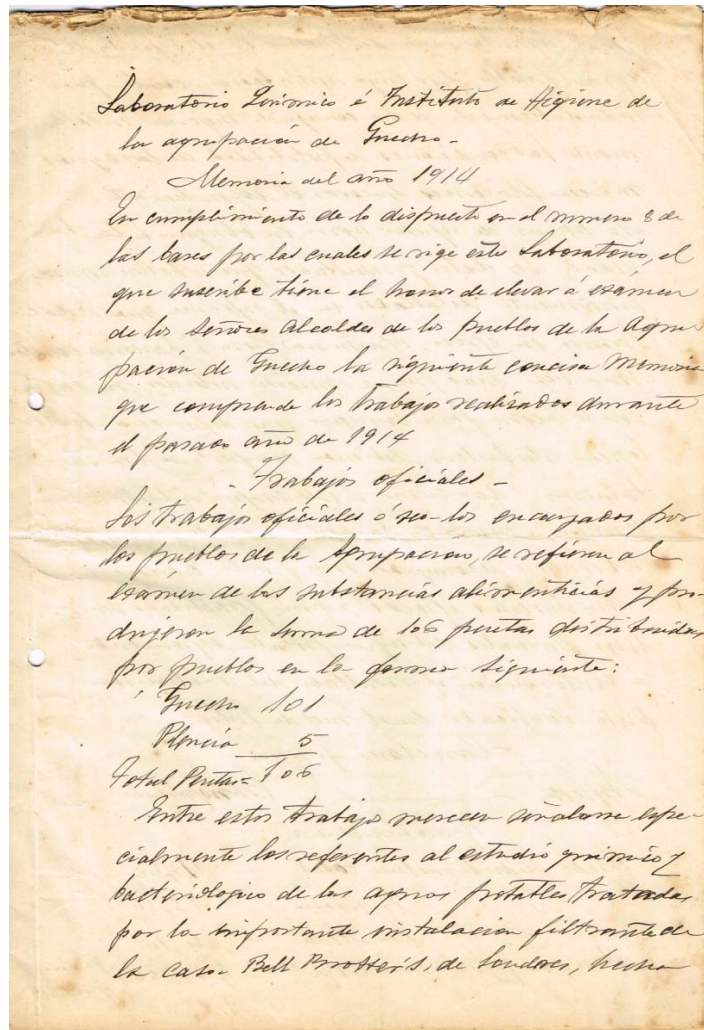 Laboratorio Químico é Instituto de Higiene de
la agrupación de Guecho -
Memoria del año 1914
En cumplimiento de lo dispuesto en el numero 8 de
las bases por las cuales se rige este Laboratorio, el
que suscribe tiene el honor de elevar á exámen
de los Señores Alcaldes de los pueblos de la Agru-
pación de Guecho la siguiente concisa Memoria
que comprende los trabajos realizados durante
el pasado año de 1914
- Trabajos oficiales -
Los trabajos oficiales ó sea los encargados por
los pueblos de la Agrupación, se refieren al
exámen de las substancias alimenticias y pro-
dujeron la suma de 106 pesetas distribuidas
por pueblos en la forma siguiente:
Guecho 101
Plencia 5
Total Pesetas = 106
Entre estos trabajos merecen señalarse espe-
cialmente los referentes al estudio químico y
bacteriologico de las aguas potables tratadas
por la importante instalacion filtrante de
la casa Bell Brother's, de Londres, hecha